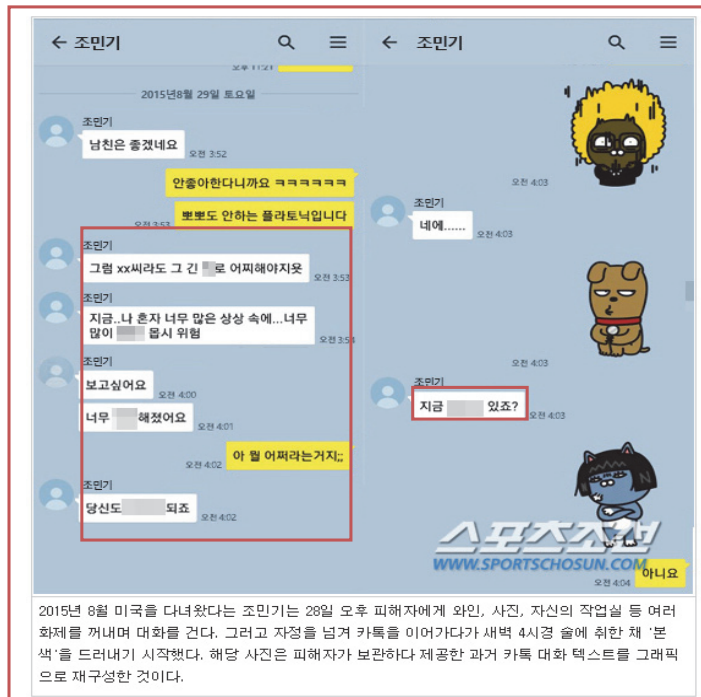 조민기
오후 11:21
2015년8월 29일 토요일
조민기
남친은 좋겠네요
오전 3:52
안좋아한다니까요 ㅋㅋㅋㅋㅋㅋ
오전 3:53
뽀뽀도 안하는 플라토닉입니다
조민기
그럼 xx씨라도 그 긴 로 어찌해야지욧
오전 3:53
조민기
지금..나 혼자 너무 많은 상상 속에...너무
많이 몹시 위험
오전 3:54
조민기
보고싶어요
오전 4:00
너무 해졌어요
오전 4:01
아 뭘 어쩌라는거지;;
오전 4:02
조민기
당신도 되죠
오전 4:02
조민기
오전 4:03
조민기
네에......
오전 4:03
오전 4:03
조민기
지금 있죠?
오전 4:03
스포츠조선
WWW.SPORTSCHOSUN.COM
아니요
오전 4:04
2015년 8월 미국을 다녀왔다는 조민기는 28일 오후 피해자에게 와인, 사진, 자신의 작업실 등 여러
화제를 꺼내며 대화를 건다. 그러고 자정을 넘겨 카톡을 이어가다가 새벽 4시경 술에 취한 채 '본
색'을 드러내기 시작했다. 해당 사진은 피해자가 보관하다 제공한 과거 카톡 대화 텍스트를 그래픽
으로 재구성한 것이다.